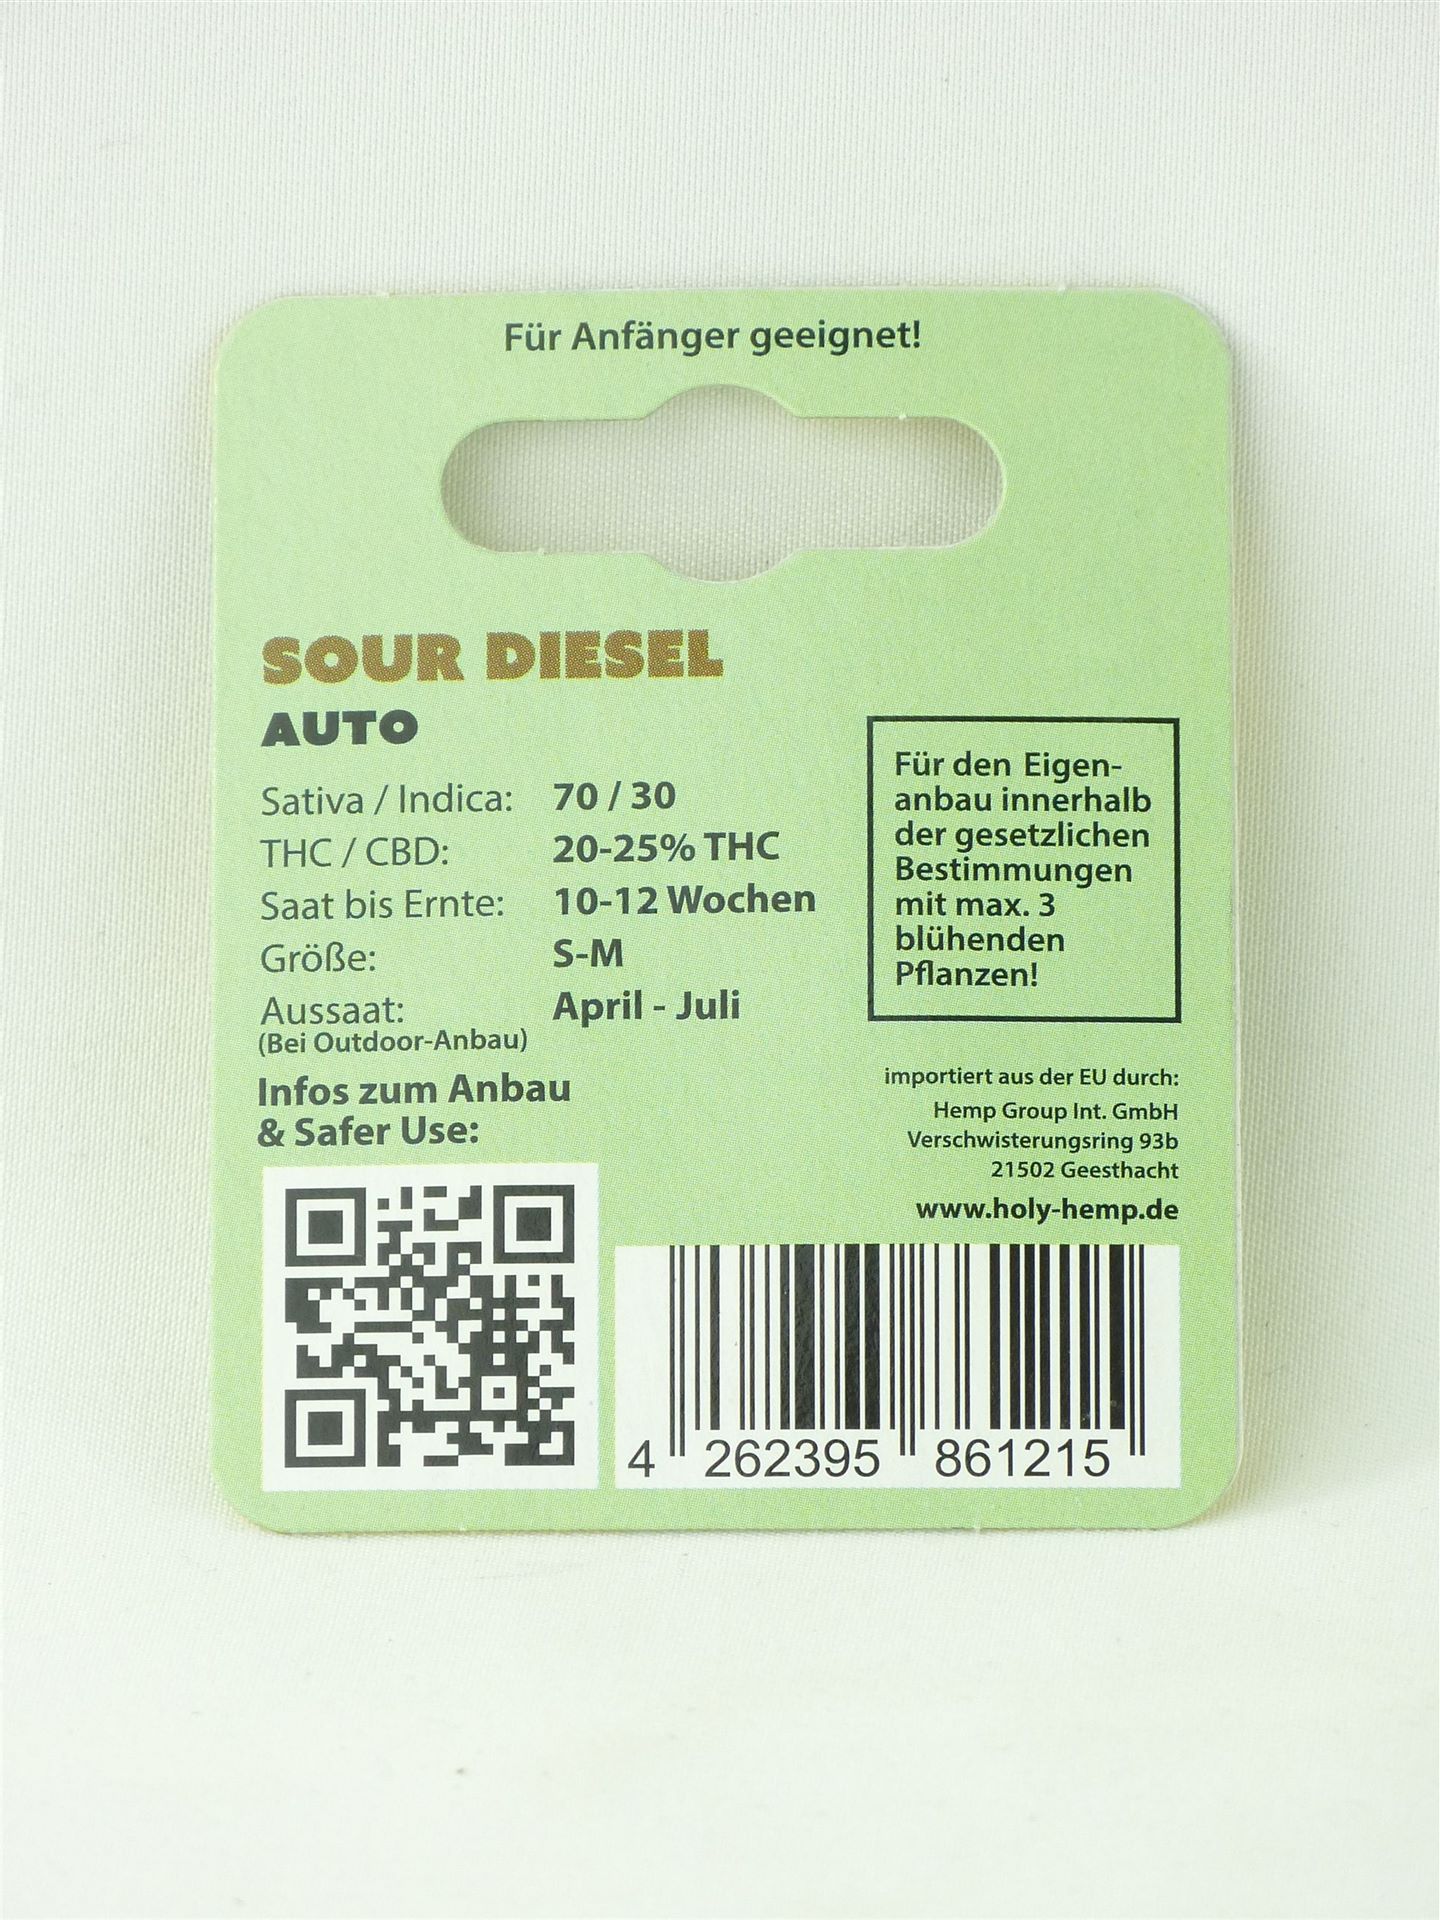 Für Anfänger geeignet!
SOUR DIESEL
AUTO
Sativa / Indica: 70 / 30
THC / CBD: 20-25% THC
Saat bis Ernte: 10-12 Wochen
Größe: S-M
Aussaat: April - Juli
(Bei Outdoor-Anbau)
Infos zum Anbau
& Safer Use:
Für den Eigen-
anbau innerhalb
der gesetzlichen
Bestimmungen
mit max. 3
blühenden
Pflanzen!
importiert aus der EU durch:
Hemp Group Int. GmbH
Verschwisterungsring 93b
21502 Geesthacht
www.holy-hemp.de
4 262395 861215